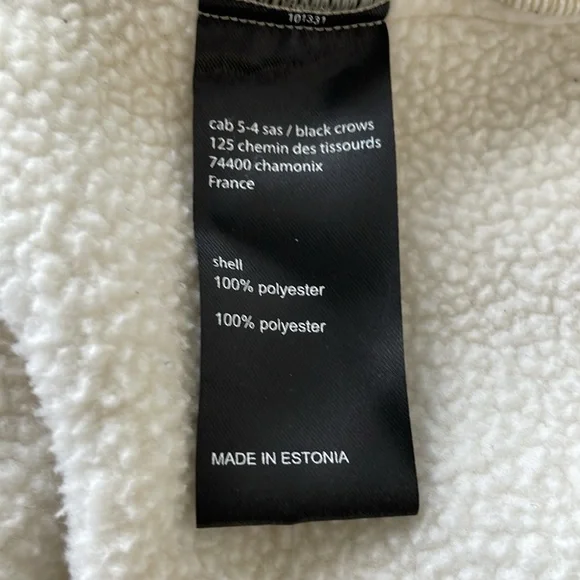 101331
cab 5-4 sas / black crows
125 chemin des tissourds
74400 chamonix
France
shell
100% polyester
100% polyester
MADE IN ESTONIA